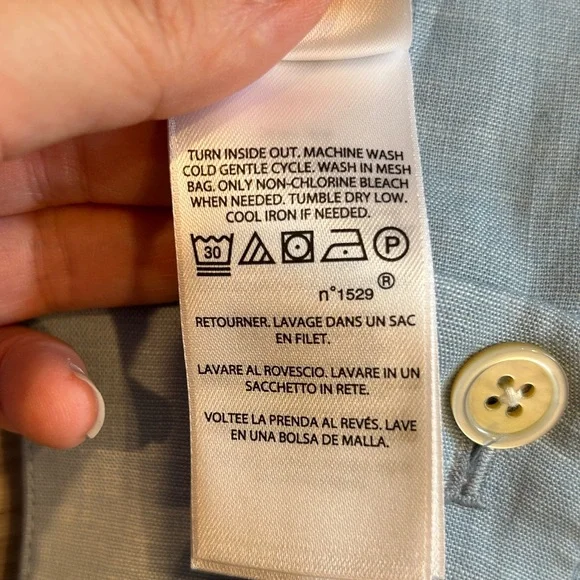 TURN INSIDE OUT. MACHINE WASH
COLD GENTLE CYCLE. WASH IN MESH
BAG. ONLY NON-CHLORINE BLEACH
WHEN NEEDED. TUMBLE DRY LOW.
COOL IRON IF NEEDED.
30 P
n°1529 ®
RETOURNER. LAVAGE DANS UN SAC
EN FILET.
LAVARE AL ROVESCIO. LAVARE IN UN
SACCHETTO IN RETE.
VOLTEE LA PRENDA AL REVÉS. LAVE
EN UNA BOLSA DE MALLA.